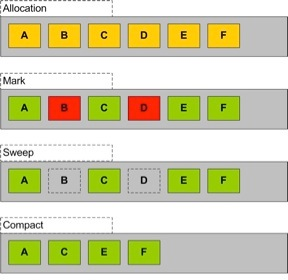 Allocation
A B C D E F
Mark
A B C D E F
Sweep
A B C D E F
Compact
A C E F